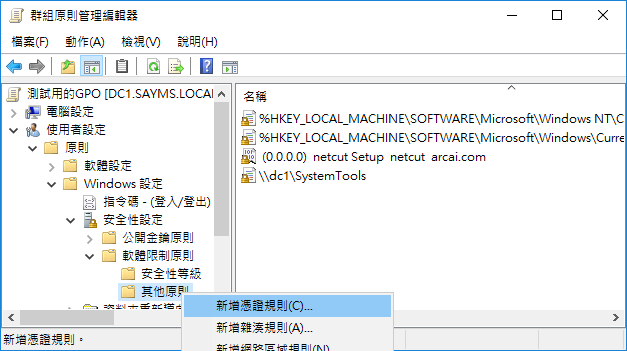 群組原則管理編輯器
檔案(F) 動作(A) 檢視(V) 說明(H)
測試用的GPO [DC1.SAYMS.LOCA
電腦設定
使用者設定
原則
軟體設定
Windows 設定
指令碼 - (登入/登出)
安全性設定
公開金鑰原則
軟體限制原則
安全性等級
其他原則
名稱
%HKEY_LOCAL_MACHINE\SOFTWARE\Microsoft\Windows NT\C
%HKEY_LOCAL_MACHINE\SOFTWARE\Microsoft\Windows\Curre
(0.0.0.0) netcut Setup netcut arcai.com
\\dc1\SystemTools
新增憑證規則(C)...
新增雜湊規則(A)...
新增網路區域規則(N)
新增憑證規則。